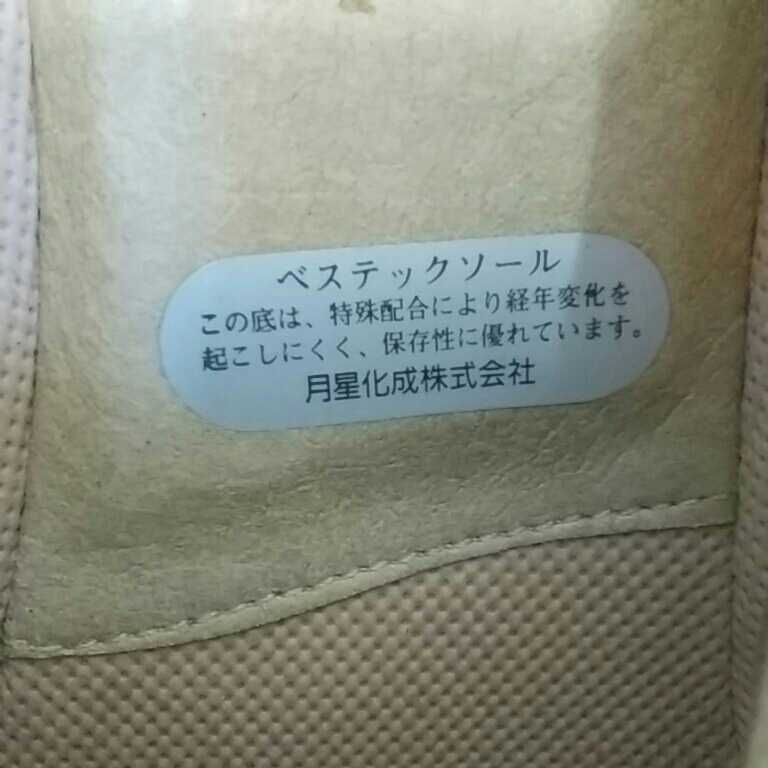 ベステックソール
この底は、特殊配合により経年変化を
起こしにくく、保存性に優れています。
月星化成株式会社